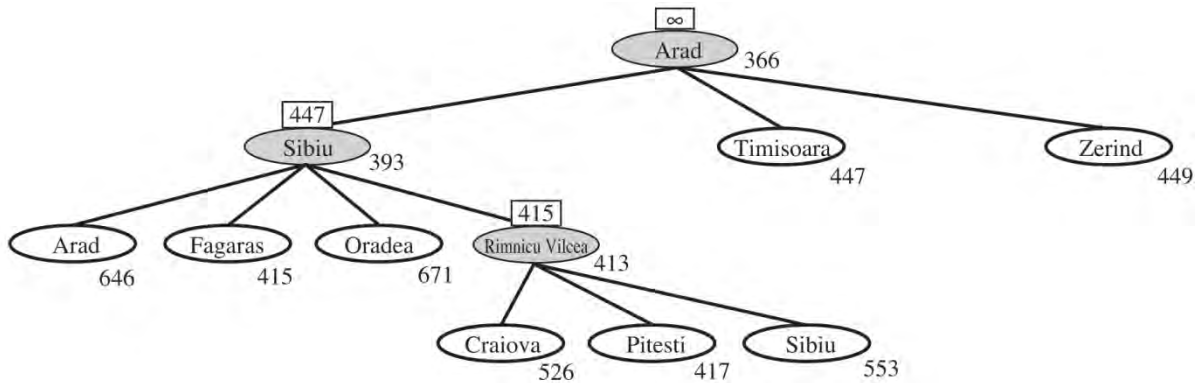 ∞
Arad
366
447
Sibiu
393
Timisoara
447
Zerind
449
Arad
646
Fagaras
415
Oradea
671
415
Rimnicu Vilcea
413
Craiova
526
Pitesti
417
Sibiu
553